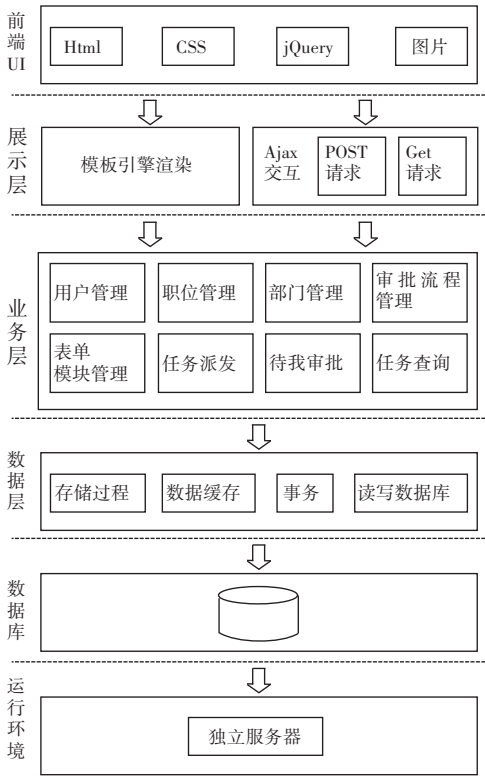 前端UI
Html
CSS
jQuery
图片
展示层
模板引擎渲染
Ajax
交互
POST
请求
Get
请求
业务层
用户管理
职位管理
部门管理
审批流程
管理
表单
模块管理
任务派发
待我审批
任务查询
数据层
存储过程
数据缓存
事务
读写数据库
数据库
运行环境
独立服务器